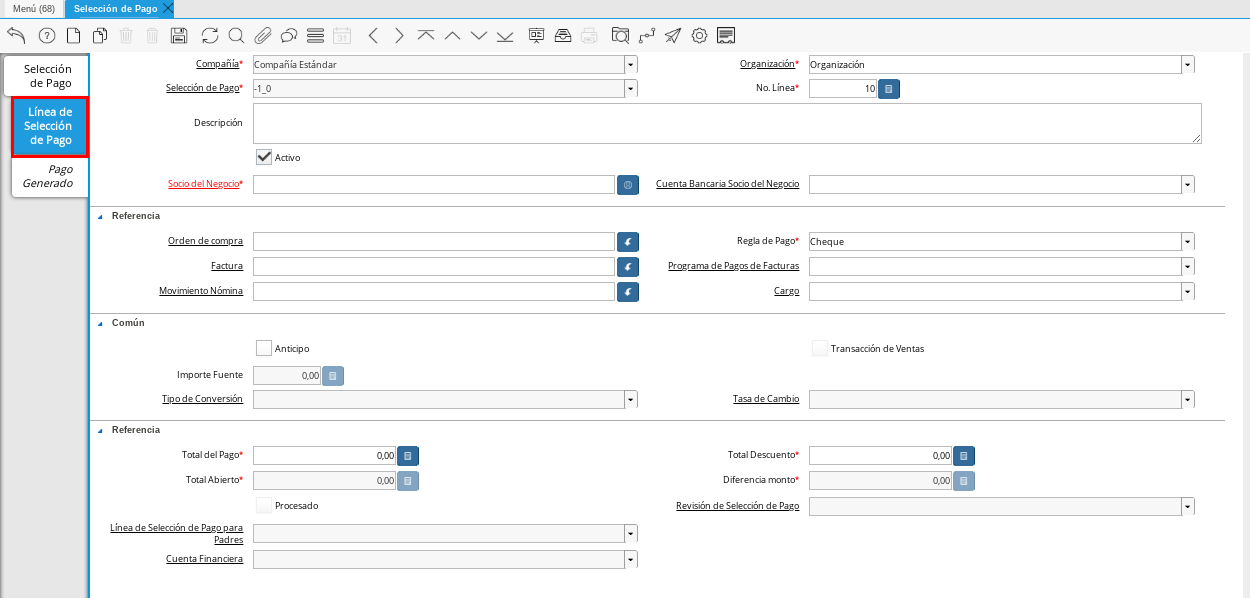 Menú (68)
Selección de Pago
Selección
de Pago
Línea de
Selección
de Pago
Pago
Generado
Compañía* Compañía Estándar
Organización* Organización
Selección de Pago* -1_0
No. Línea* 10
Descripción
Activo
Socio del Negocio*
Cuenta Bancaria Socio del Negocio
Referencia
Orden de compra
Regla de Pago* Cheque
Factura
Programa de Pagos de Facturas
Movimiento Nómina
Cargo
Común
Anticipo
Transacción de Ventas
Importe Fuente 0,00
Tipo de Conversión
Tasa de Cambio
Referencia
Total del Pago* 0,00
Total Descuento* 0,00
Total Abierto* 0,00
Diferencia monto* 0,00
Procesado
Revisión de Selección de Pago
Línea de Selección de Pago para
Padres
Cuenta Financiera